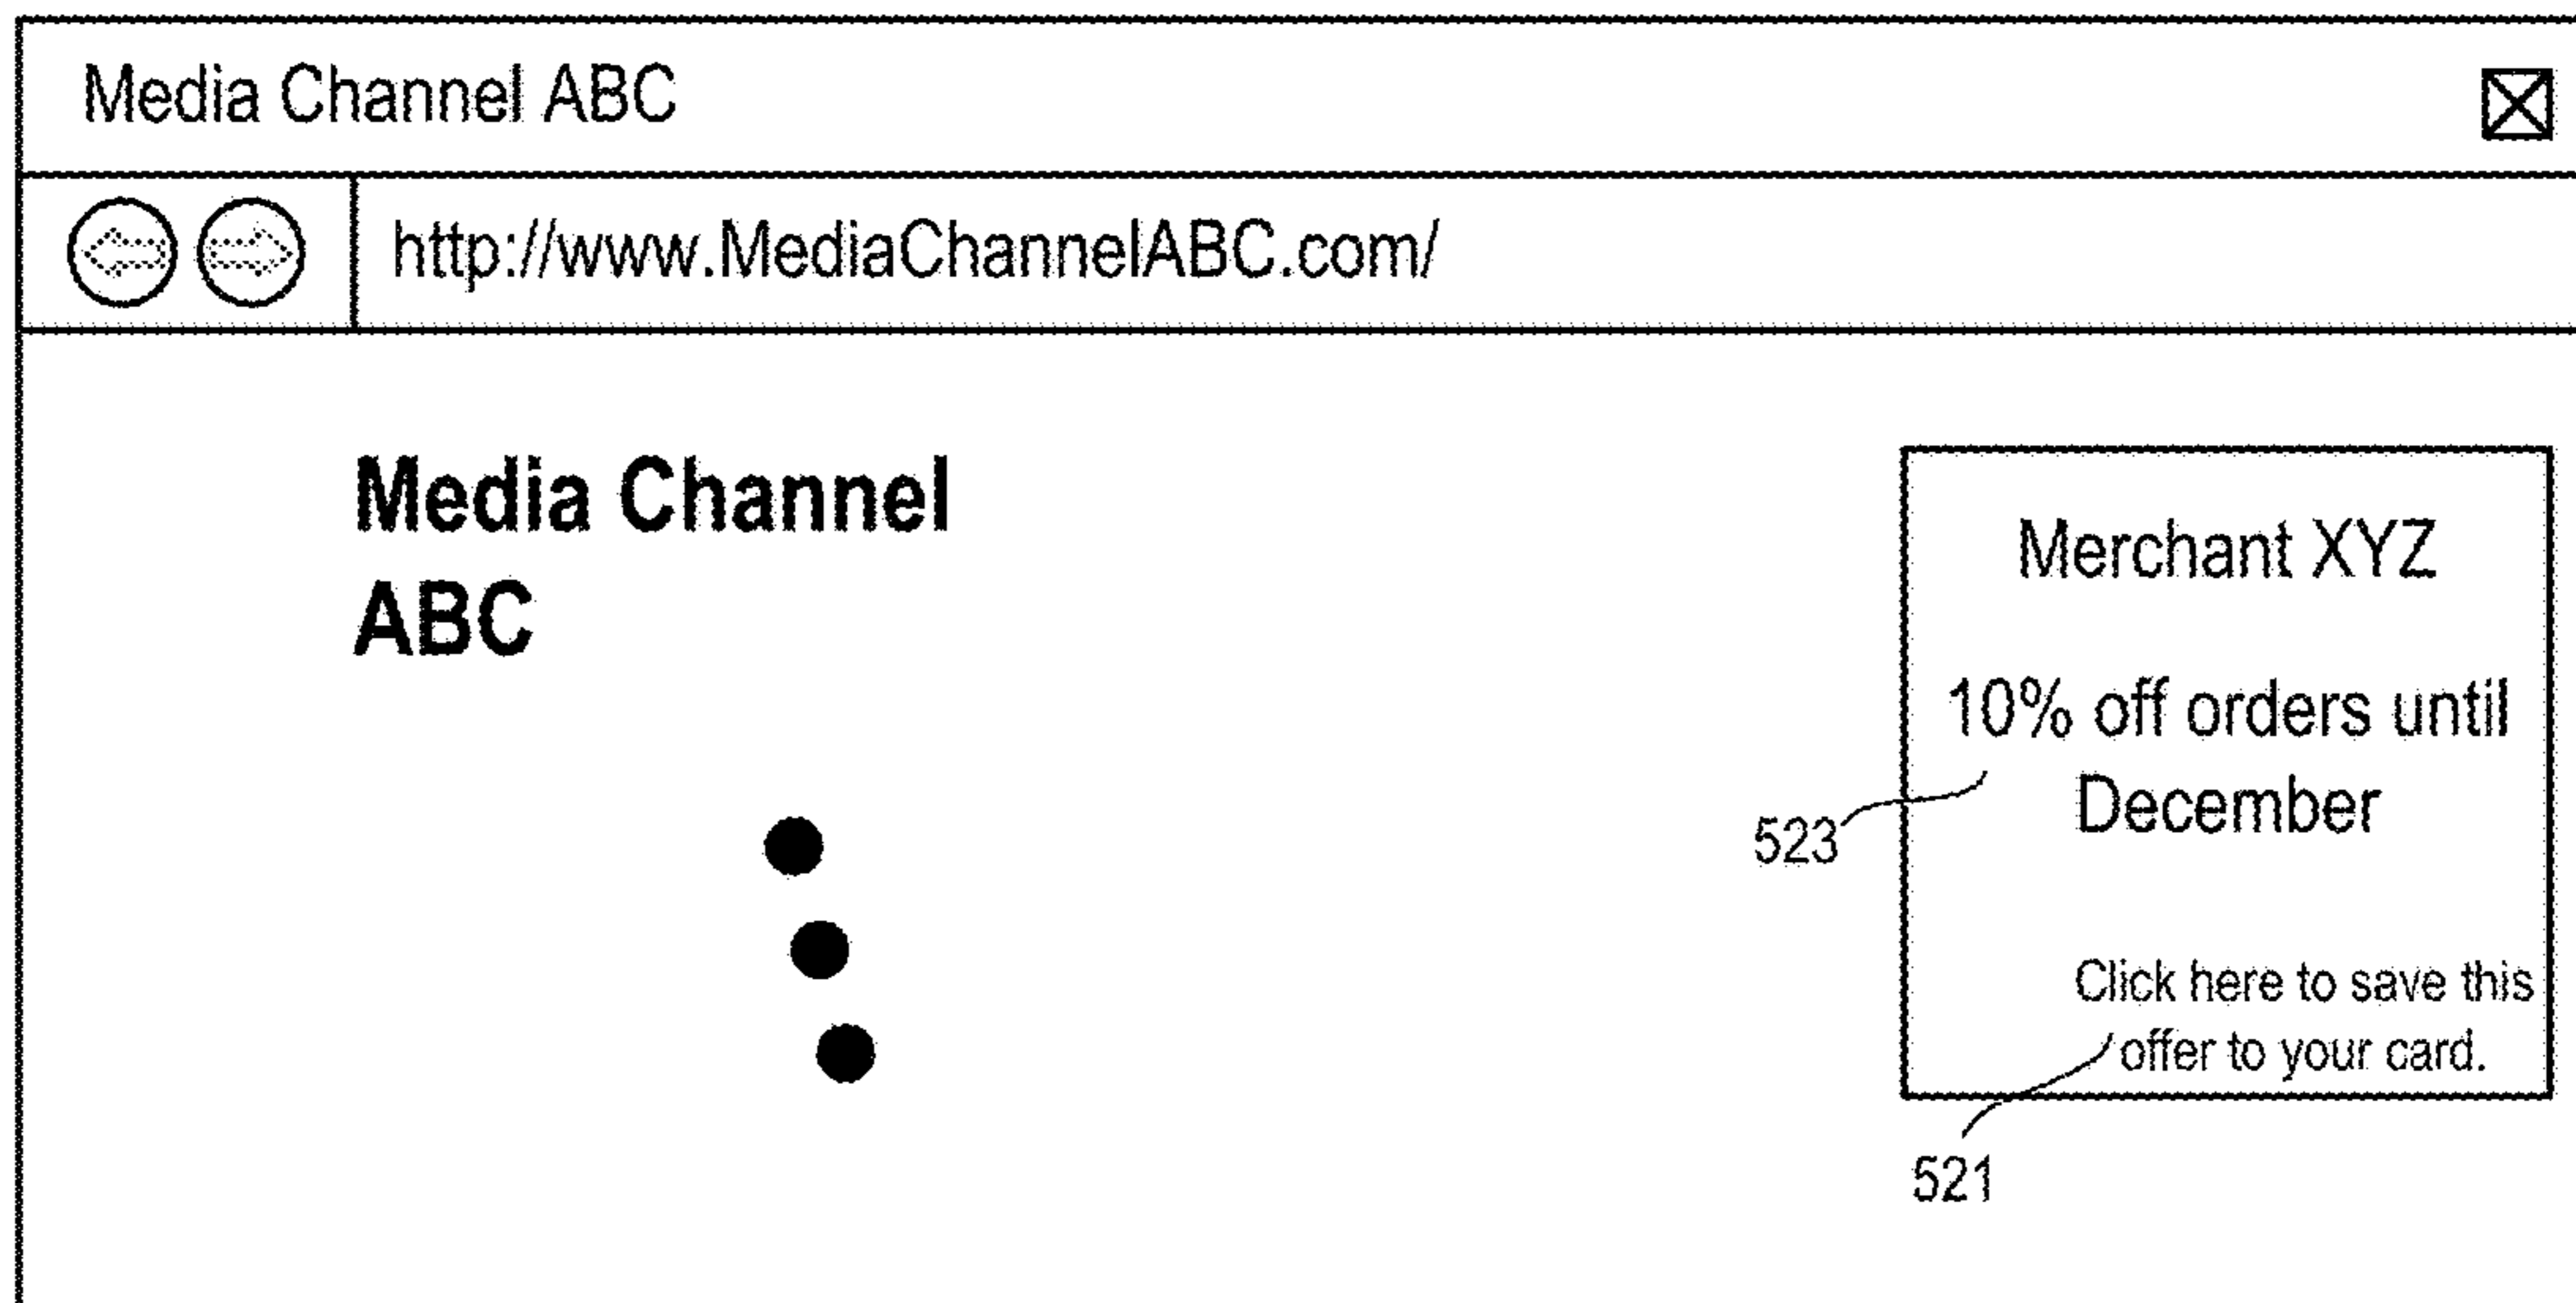 Media Channel ABC
http://www.MediaChannelABC.com/
Media Channel
ABC
Merchant XYZ
10% off orders until
December
523
Click here to save this
offer to your card.
521